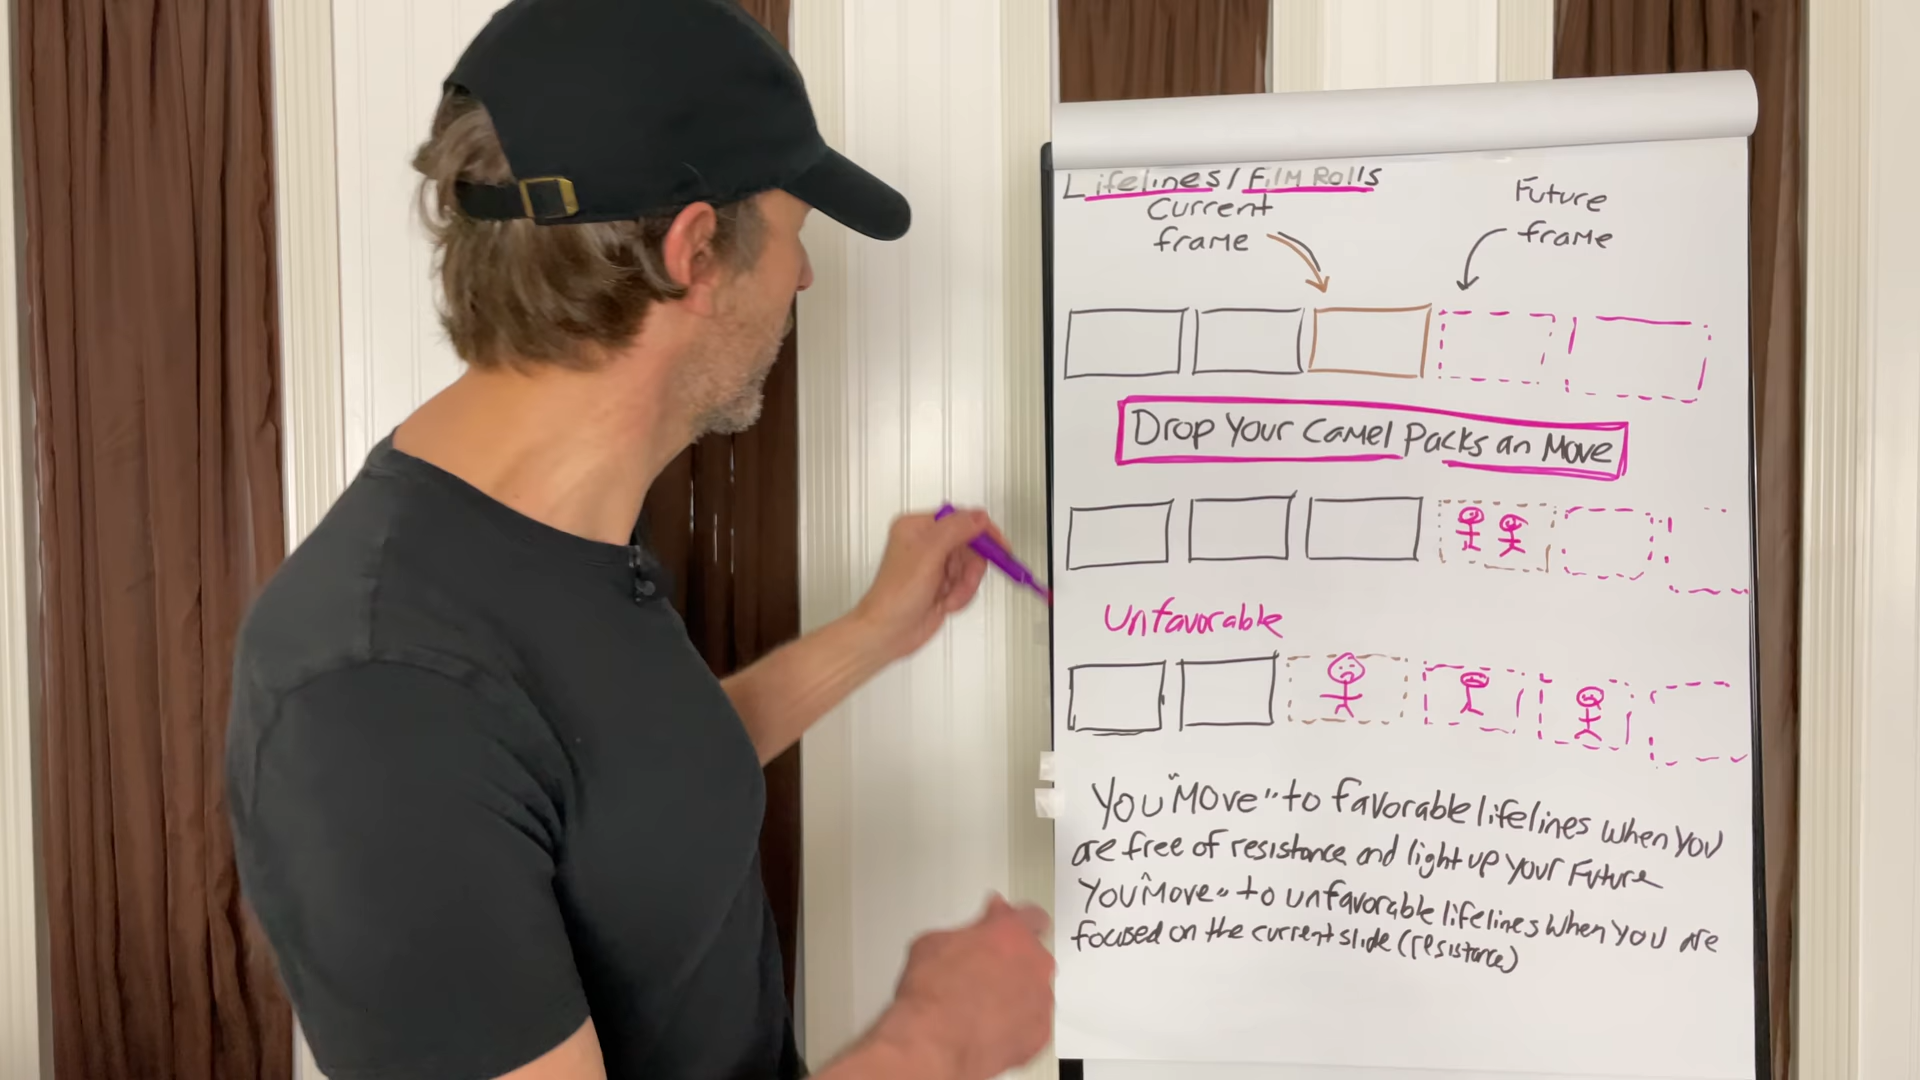 Lifelines / FilM Rolls
Current
fraMe
Future
fraMe
Drop Your CaMel Packs an Move
Unfavorable
You "Move" to favorable lifelines when you
are free of resistance and light up your Future
You "Move" to unfavorable lifelines when you are
focused on the current slide (resistance)